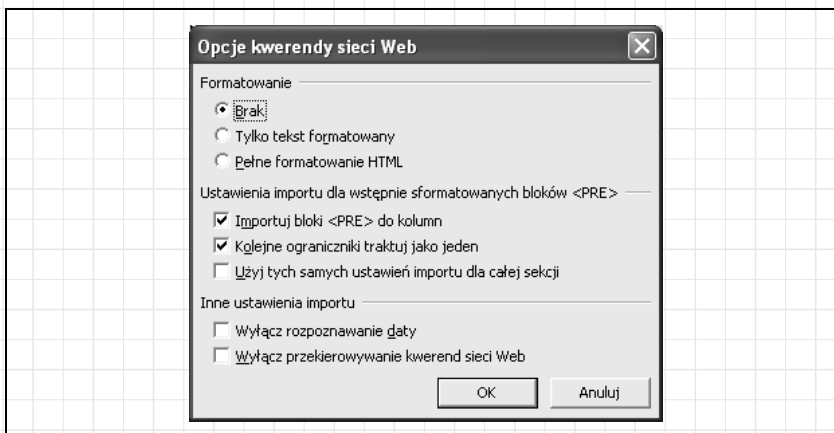 Opcje kwerendy sieci Web
Formatowanie
Brak
Tylko tekst formatowany
Pełne formatowanie HTML
Ustawienia importu dla wstępnie sformatowanych bloków <PRE>
Importuj bloki <PRE> do kolumn
Kolejne ograniczniki traktuj jako jeden
Użyj tych samych ustawień importu dla całej sekcji
Inne ustawienia importu
Wyłącz rozpoznawanie daty
Wyłącz przekierowywanie kwerend sieci Web
OK Anuluj